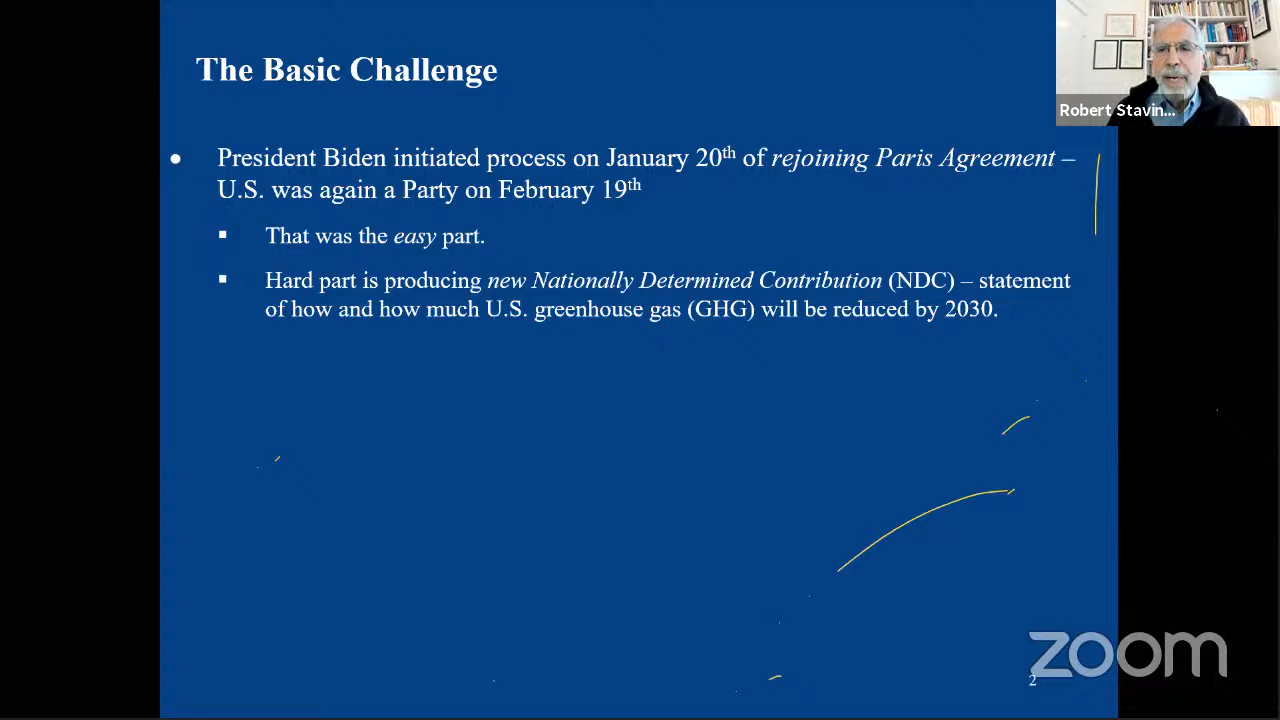 The Basic Challenge
Robert Stavin...
● President Biden initiated process on January 20th of rejoining Paris Agreement –
U.S. was again a Party on February 19th
▪ That was the easy part.
▪ Hard part is producing new Nationally Determined Contribution (NDC) – statement
of how and how much U.S. greenhouse gas (GHG) will be reduced by 2030.
zoom
2